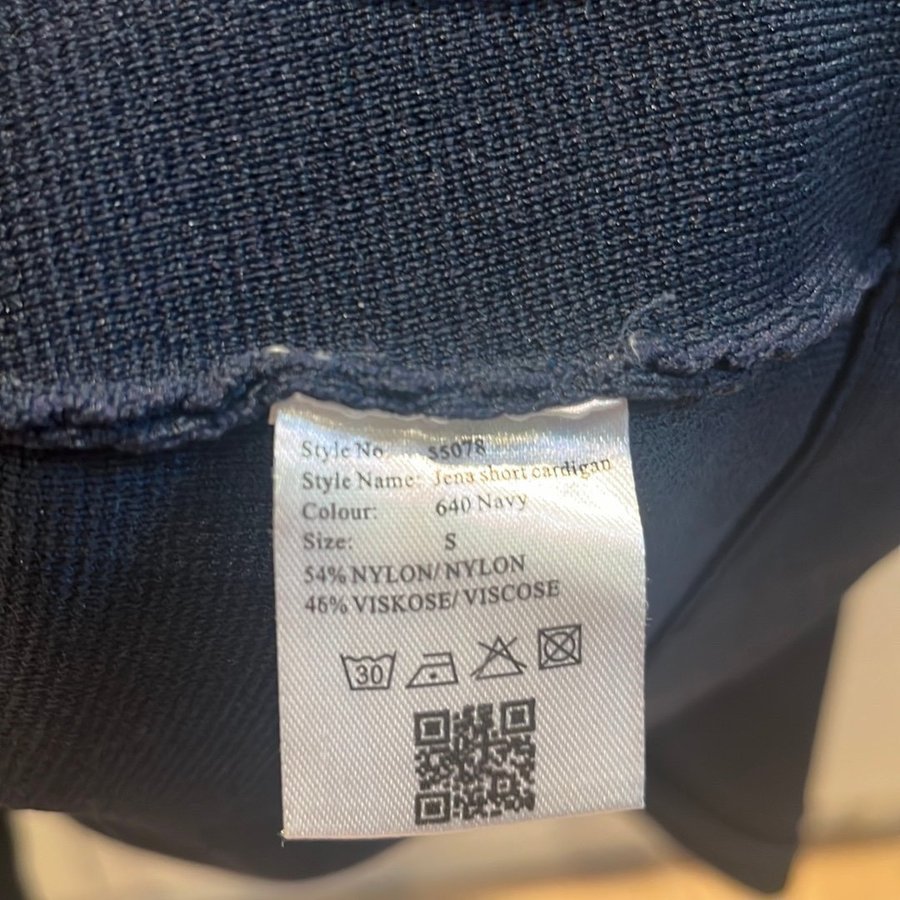 Style No 55078
Style Name: Jena short cardigan
Colour: 640 Navy
Size: S
54% NYLON/ NYLON
46% VISKOSE/ VISCOSE
30